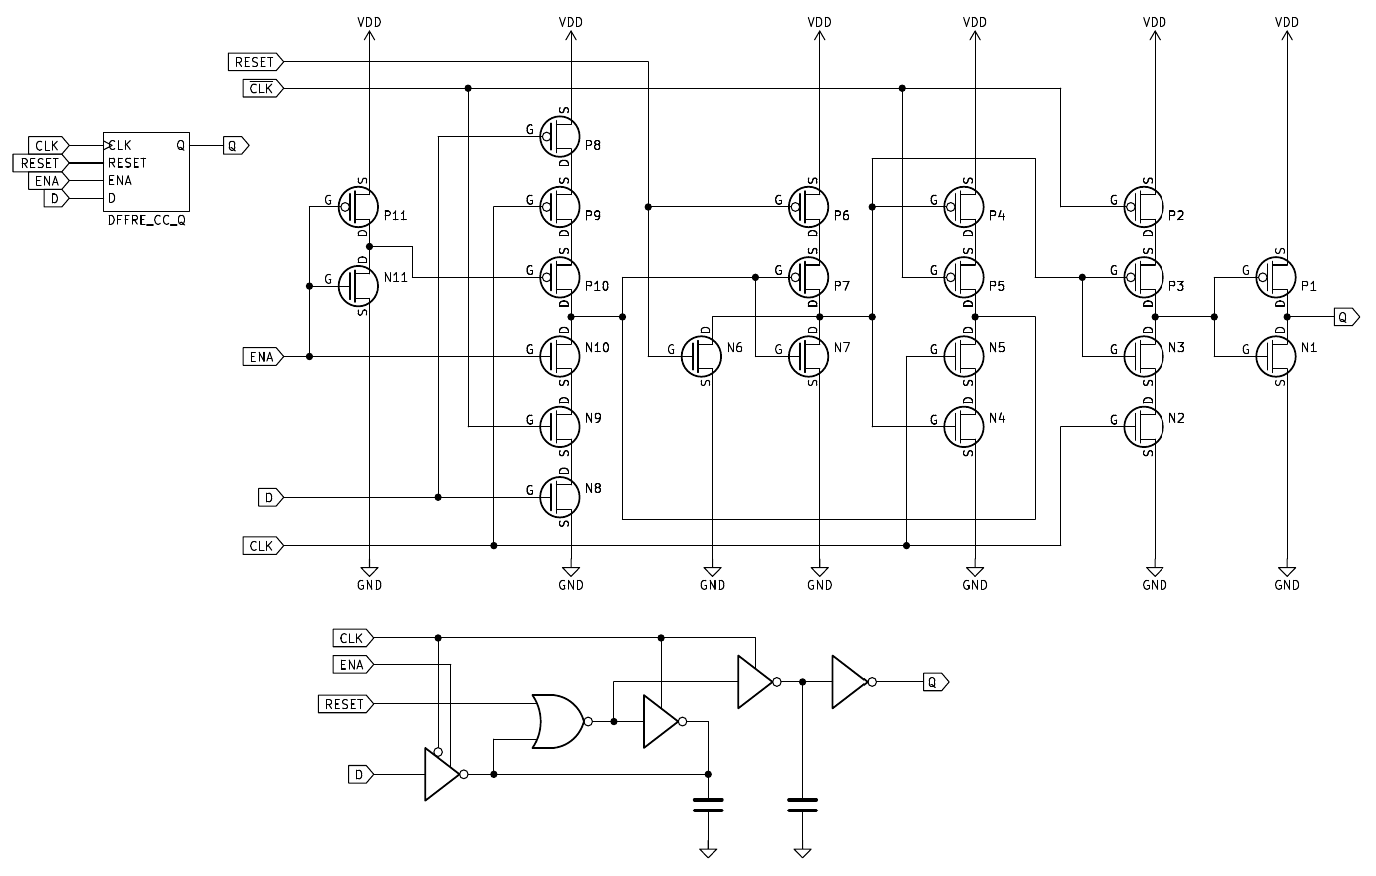 VDD VDD VDD VDD VDD VDD
RESET
CLK
S
G P8
D
CLK CLK Q Q
RESET RESET
ENA ENA
D D
DFFRE_CC_Q
S S S S S
G P11 G P9 G P6 G P4 G P2
D D D D D
D S S S S S
G N11 G P10 G P7 G P5 G P3 G P1
S D D D D D
Q
D D D D D D
ENA G N10 G N6 G N7 G N5 G N3 G N1
S S S S S S
D D D
G N9 G N4 G N2
S S S
D
D G N8
S
CLK
GND GND GND GND GND GND GND
CLK
ENA
Q
RESET
D